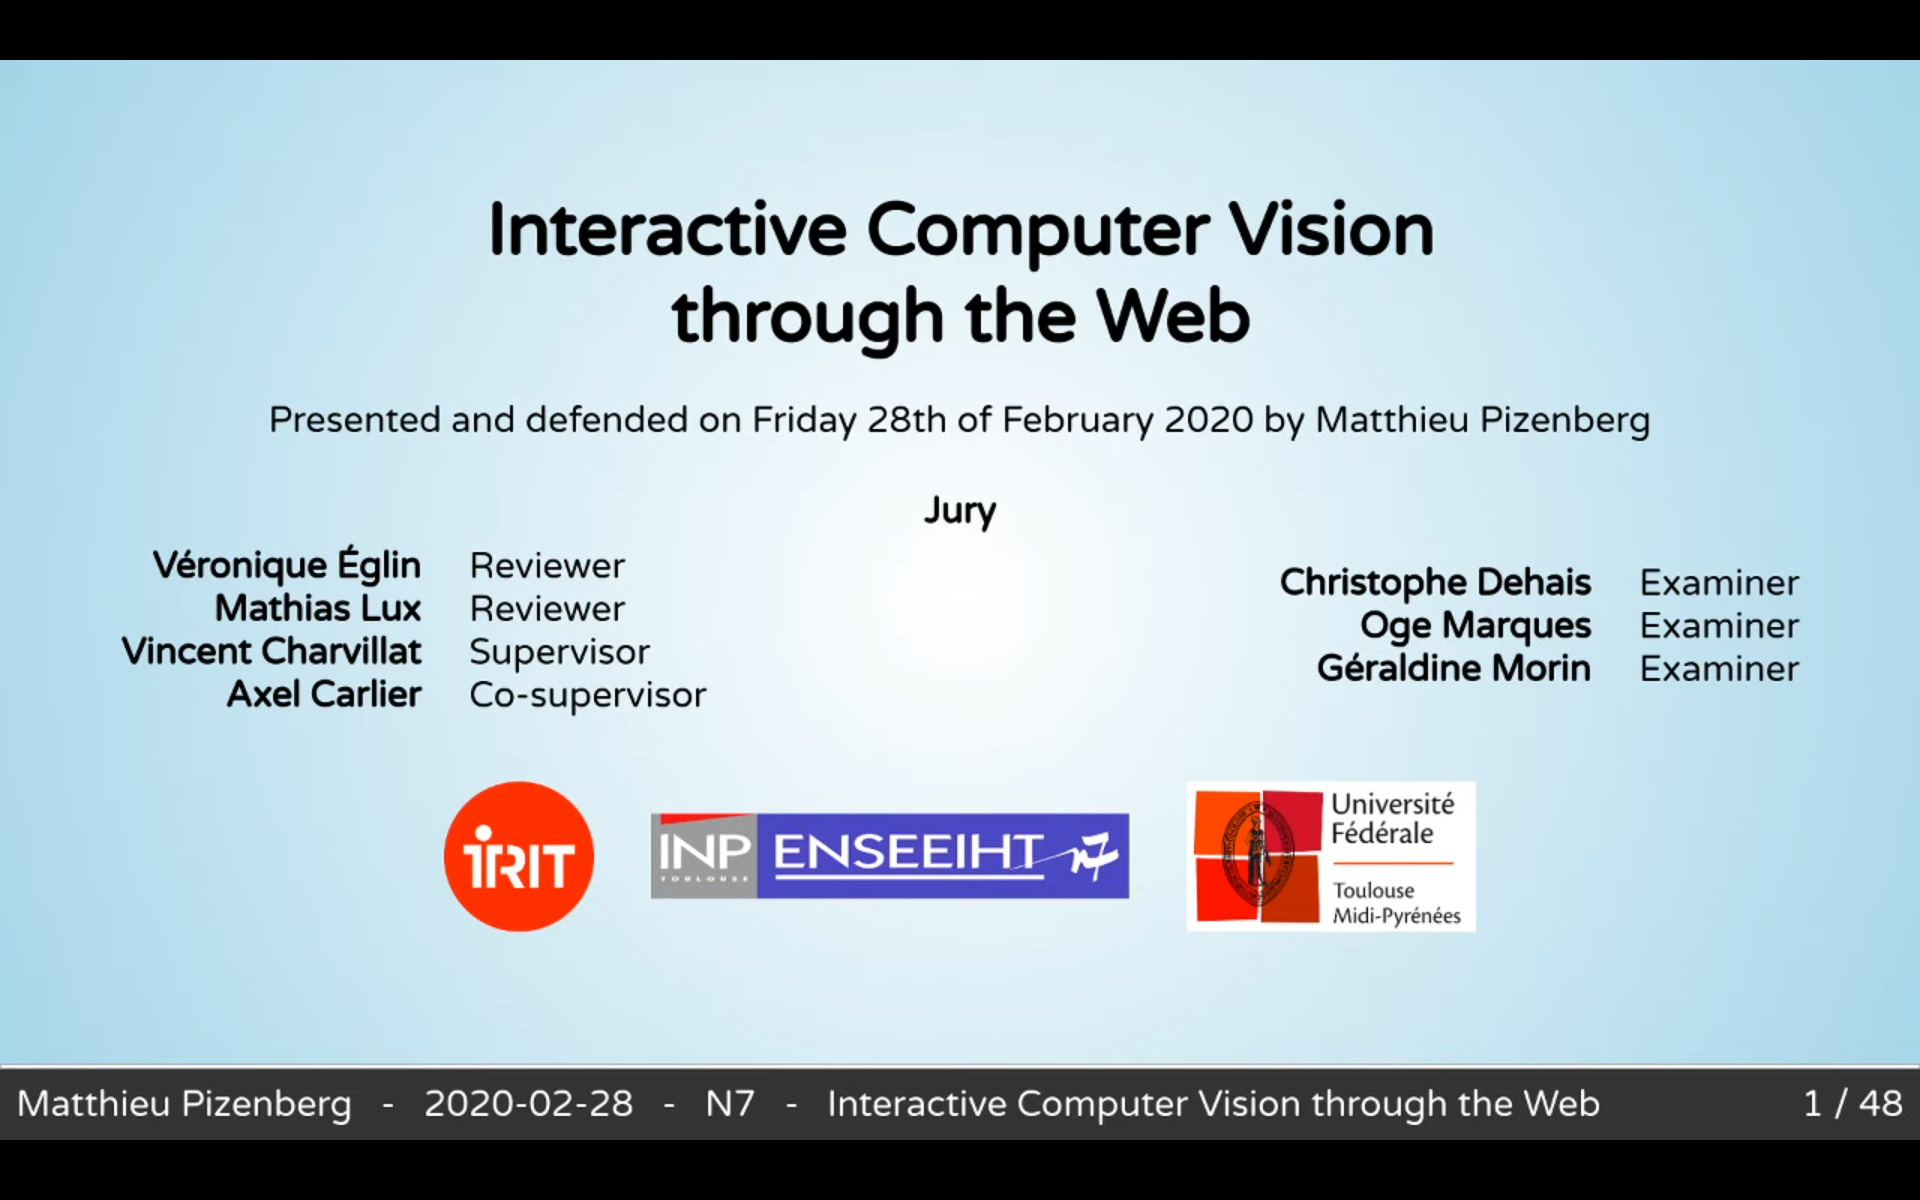 Interactive Computer Vision
through the Web
Presented and defended on Friday 28th of February 2020 by Matthieu Pizenberg
Jury
Véronique Églin Reviewer
Mathias Lux Reviewer
Vincent Charvillat Supervisor
Axel Carlier Co-supervisor
Christophe Dehais Examiner
Oge Marques Examiner
Géraldine Morin Examiner
iRIT
INP ENSEEIHT n7
TOULOUSE
Université
Fédérale
Toulouse
Midi-Pyrénées
Matthieu Pizenberg - 2020-02-28 - N7 - Interactive Computer Vision through the Web 1 / 48